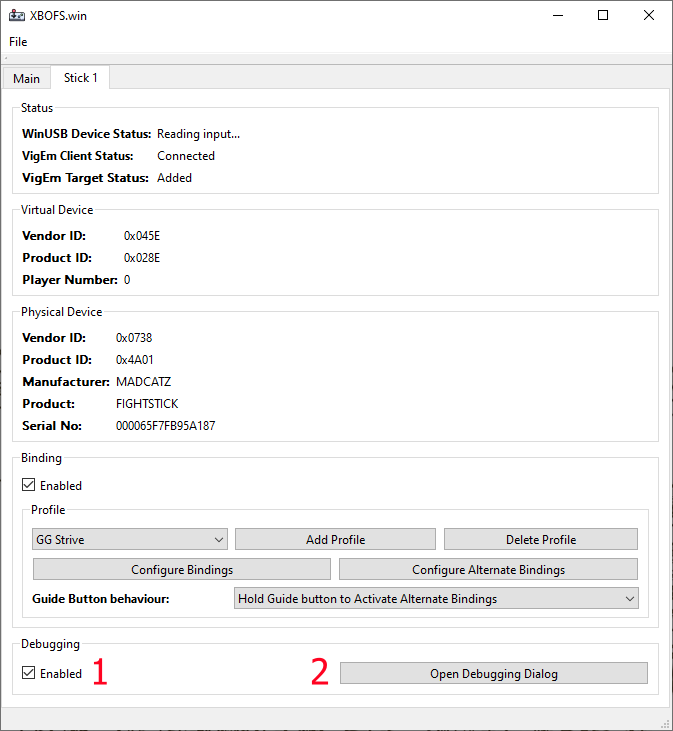 XBOFS.win
File
Main Stick 1
Status
WinUSB Device Status: Reading input...
VigEm Client Status: Connected
VigEm Target Status: Added
Virtual Device
Vendor ID: 0x045E
Product ID: 0x028E
Player Number: 0
Physical Device
Vendor ID: 0x0738
Product ID: 0x4A01
Manufacturer: MADCATZ
Product: FIGHTSTICK
Serial No: 000065F7FB95A187
Binding
Enabled
Profile
GG Strive Add Profile Delete Profile
Configure Bindings Configure Alternate Bindings
Guide Button behaviour: Hold Guide button to Activate Alternate Bindings
Debugging
Enabled 1 2 Open Debugging Dialog